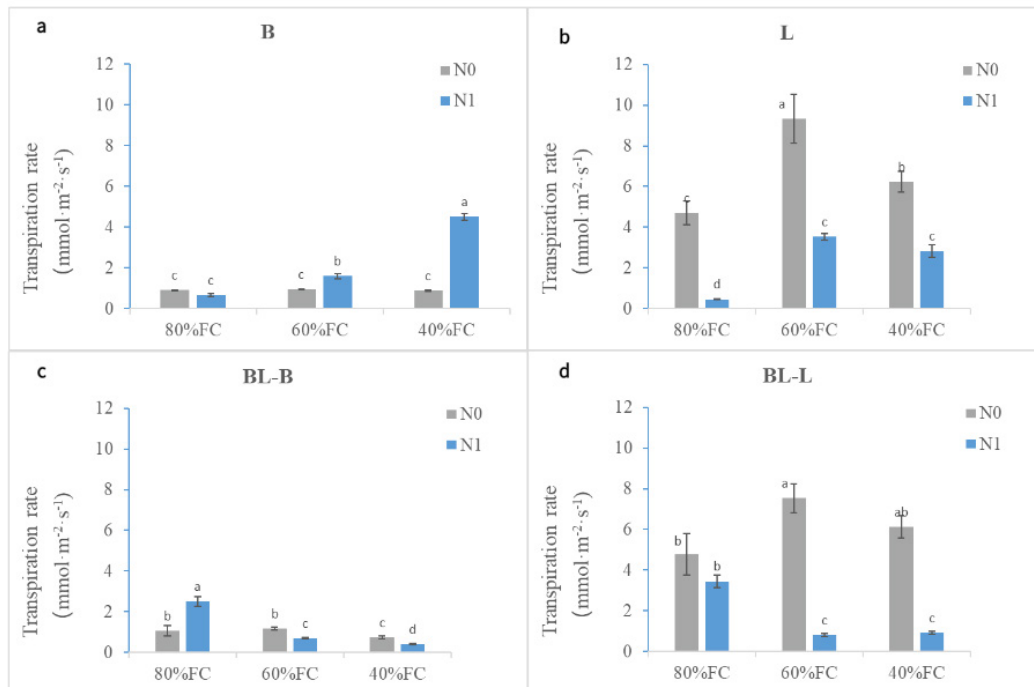 a
B
12
10
8
6
4
2
0
Transpiration rate
(mmol·m⁻²·s⁻¹)
N0
N1
c
c
c
b
c
a
80%FC
60%FC
40%FC
b
L
12
10
8
6
4
2
0
Transpiration rate
(mmol·m⁻²·s⁻¹)
N0
N1
c
d
a
c
b
c
80%FC
60%FC
40%FC
c
BL-B
12
10
8
6
4
2
0
Transpiration rate
(mmol·m⁻²·s⁻¹)
N0
N1
b
a
b
c
c
d
80%FC
60%FC
40%FC
d
BL-L
12
10
8
6
4
2
0
Transpiration rate
(mmol·m⁻²·s⁻¹)
N0
N1
b
b
a
c
ab
c
80%FC
60%FC
40%FC